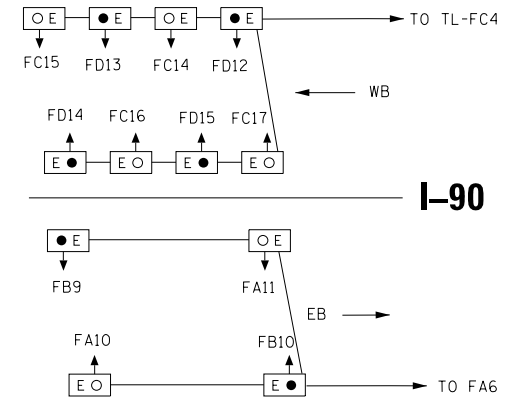 E E E E TO TL-FC4
FC15 FD13 FC14 FD12
WB
FD14 FC16 FD15 FC17
E E E E
I–90
E E
FB9 FA11
EB
FA10 FB10
E E TO FA6